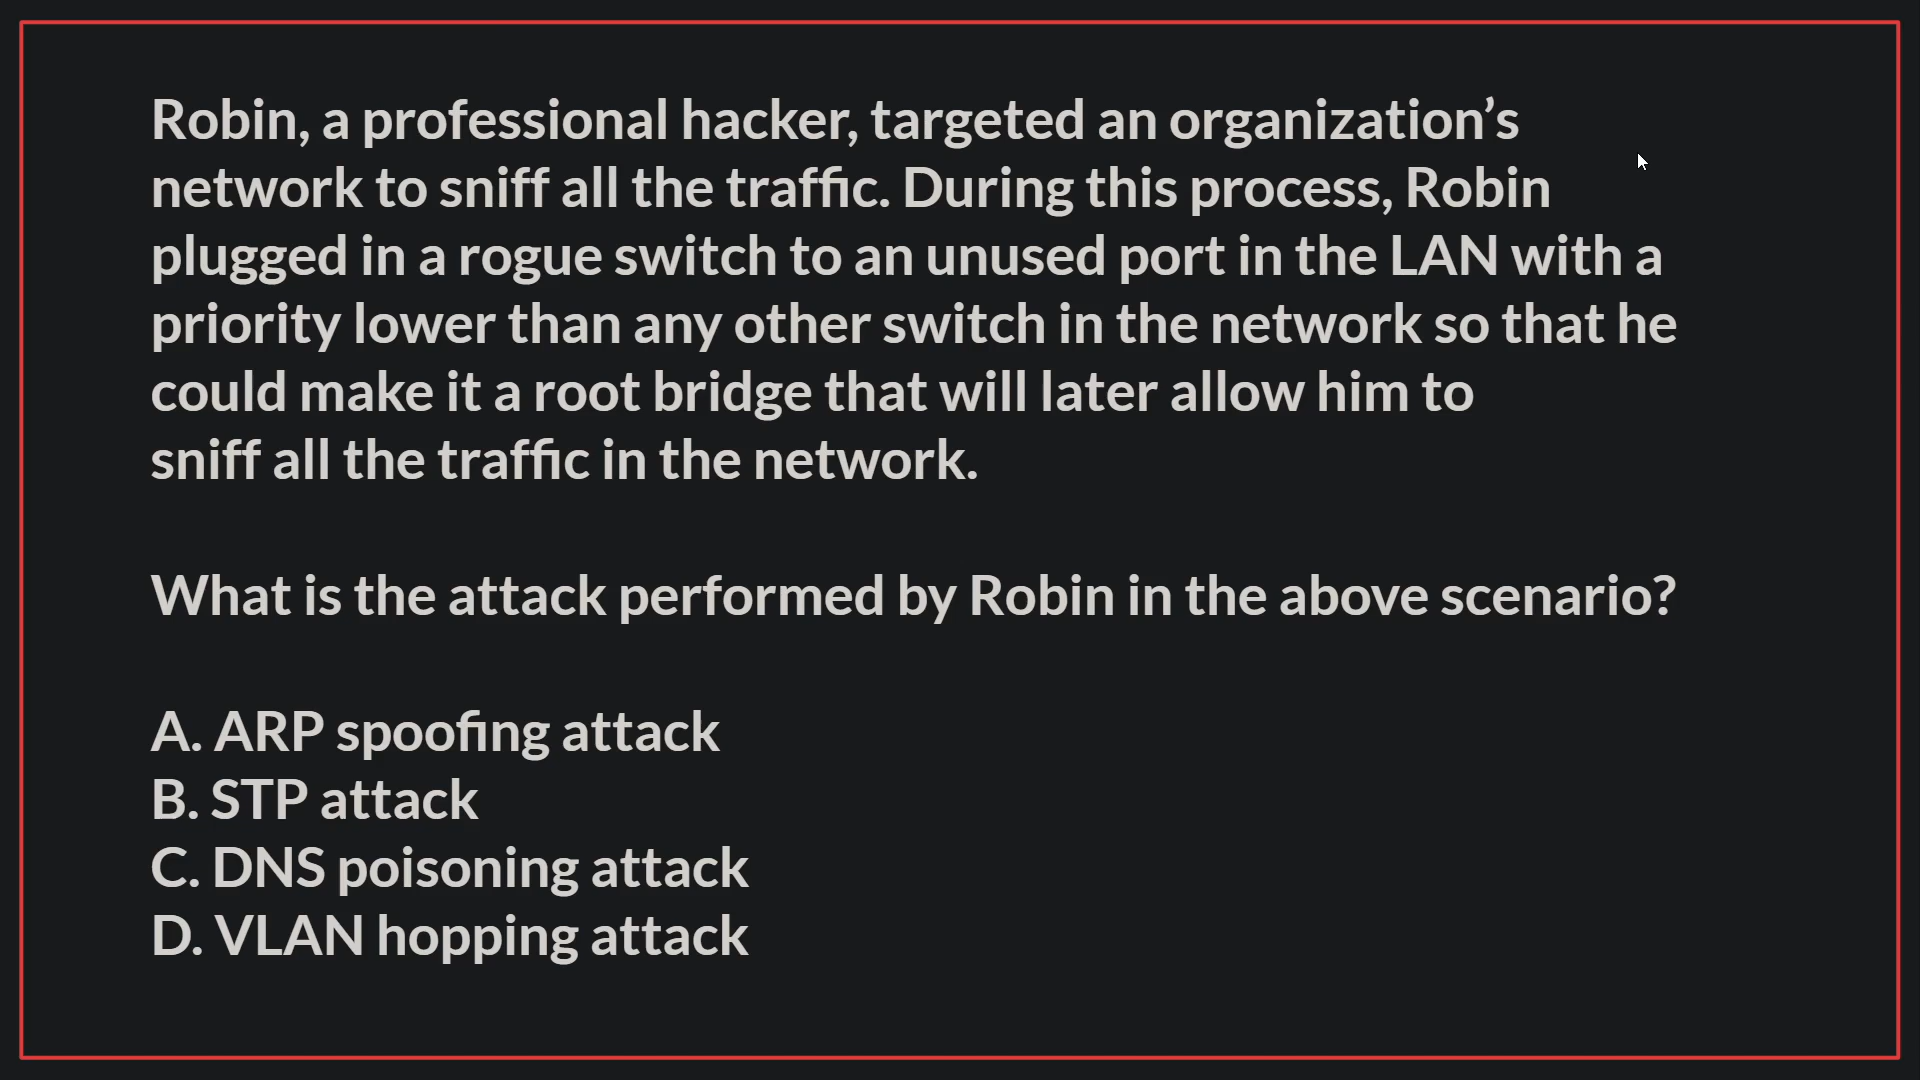 Robin, a professional hacker, targeted an organization’s
network to sniff all the traffic. During this process, Robin
plugged in a rogue switch to an unused port in the LAN with a
priority lower than any other switch in the network so that he
could make it a root bridge that will later allow him to
sniff all the traffic in the network.
What is the attack performed by Robin in the above scenario?
A. ARP spoofing attack
B. STP attack
C. DNS poisoning attack
D. VLAN hopping attack